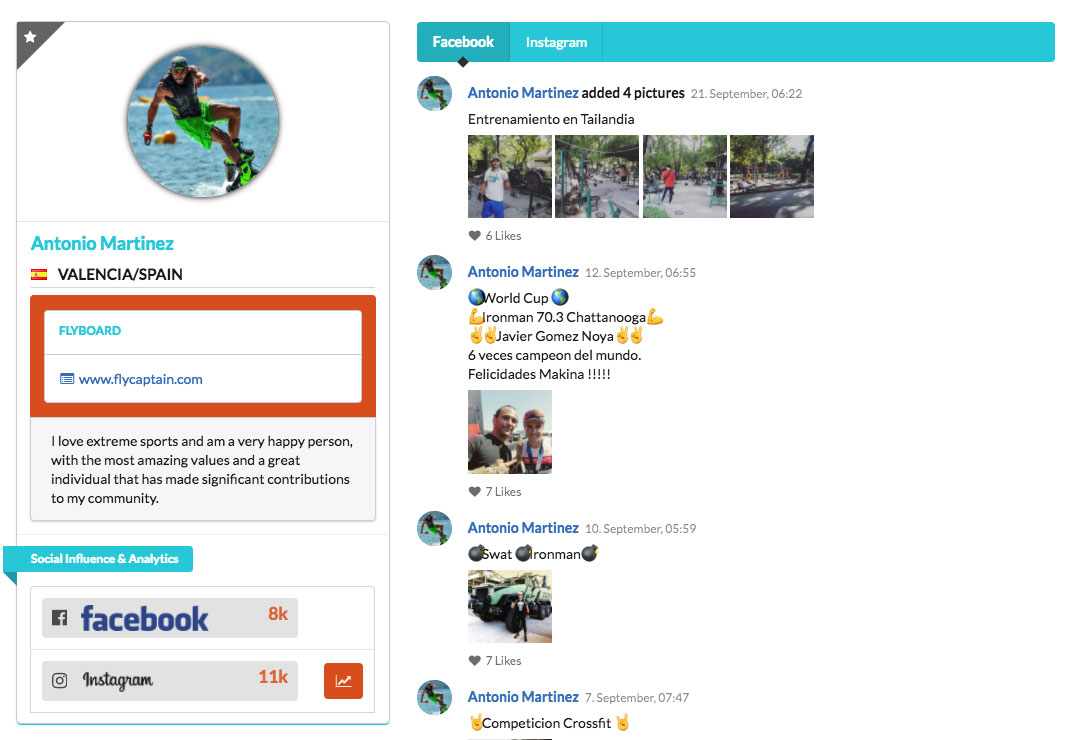 Antonio Martinez
VALENCIA/SPAIN
FLYBOARD
www.flycaptain.com
I love extreme sports and am a very happy person,
with the most amazing values and a great
individual that has made significant contributions
to my community.
Social Influence & Analytics
facebook 8k
Instagram 11k
Facebook Instagram
Antonio Martinez added 4 pictures 21. September, 06:22
Entrenamiento en Tailandia
6 Likes
Antonio Martinez 12. September, 06:55
🌎World Cup 🌎
💪Ironman 70.3 Chattanooga💪
✌✌Javier Gomez Noya✌✌
6 veces campeon del mundo.
Felicidades Makina !!!!!
7 Likes
Antonio Martinez 10. September, 05:59
💣Swat 💣Ironman💣
7 Likes
Antonio Martinez 7. September, 07:47
🤘Competicion Crossfit 🤘